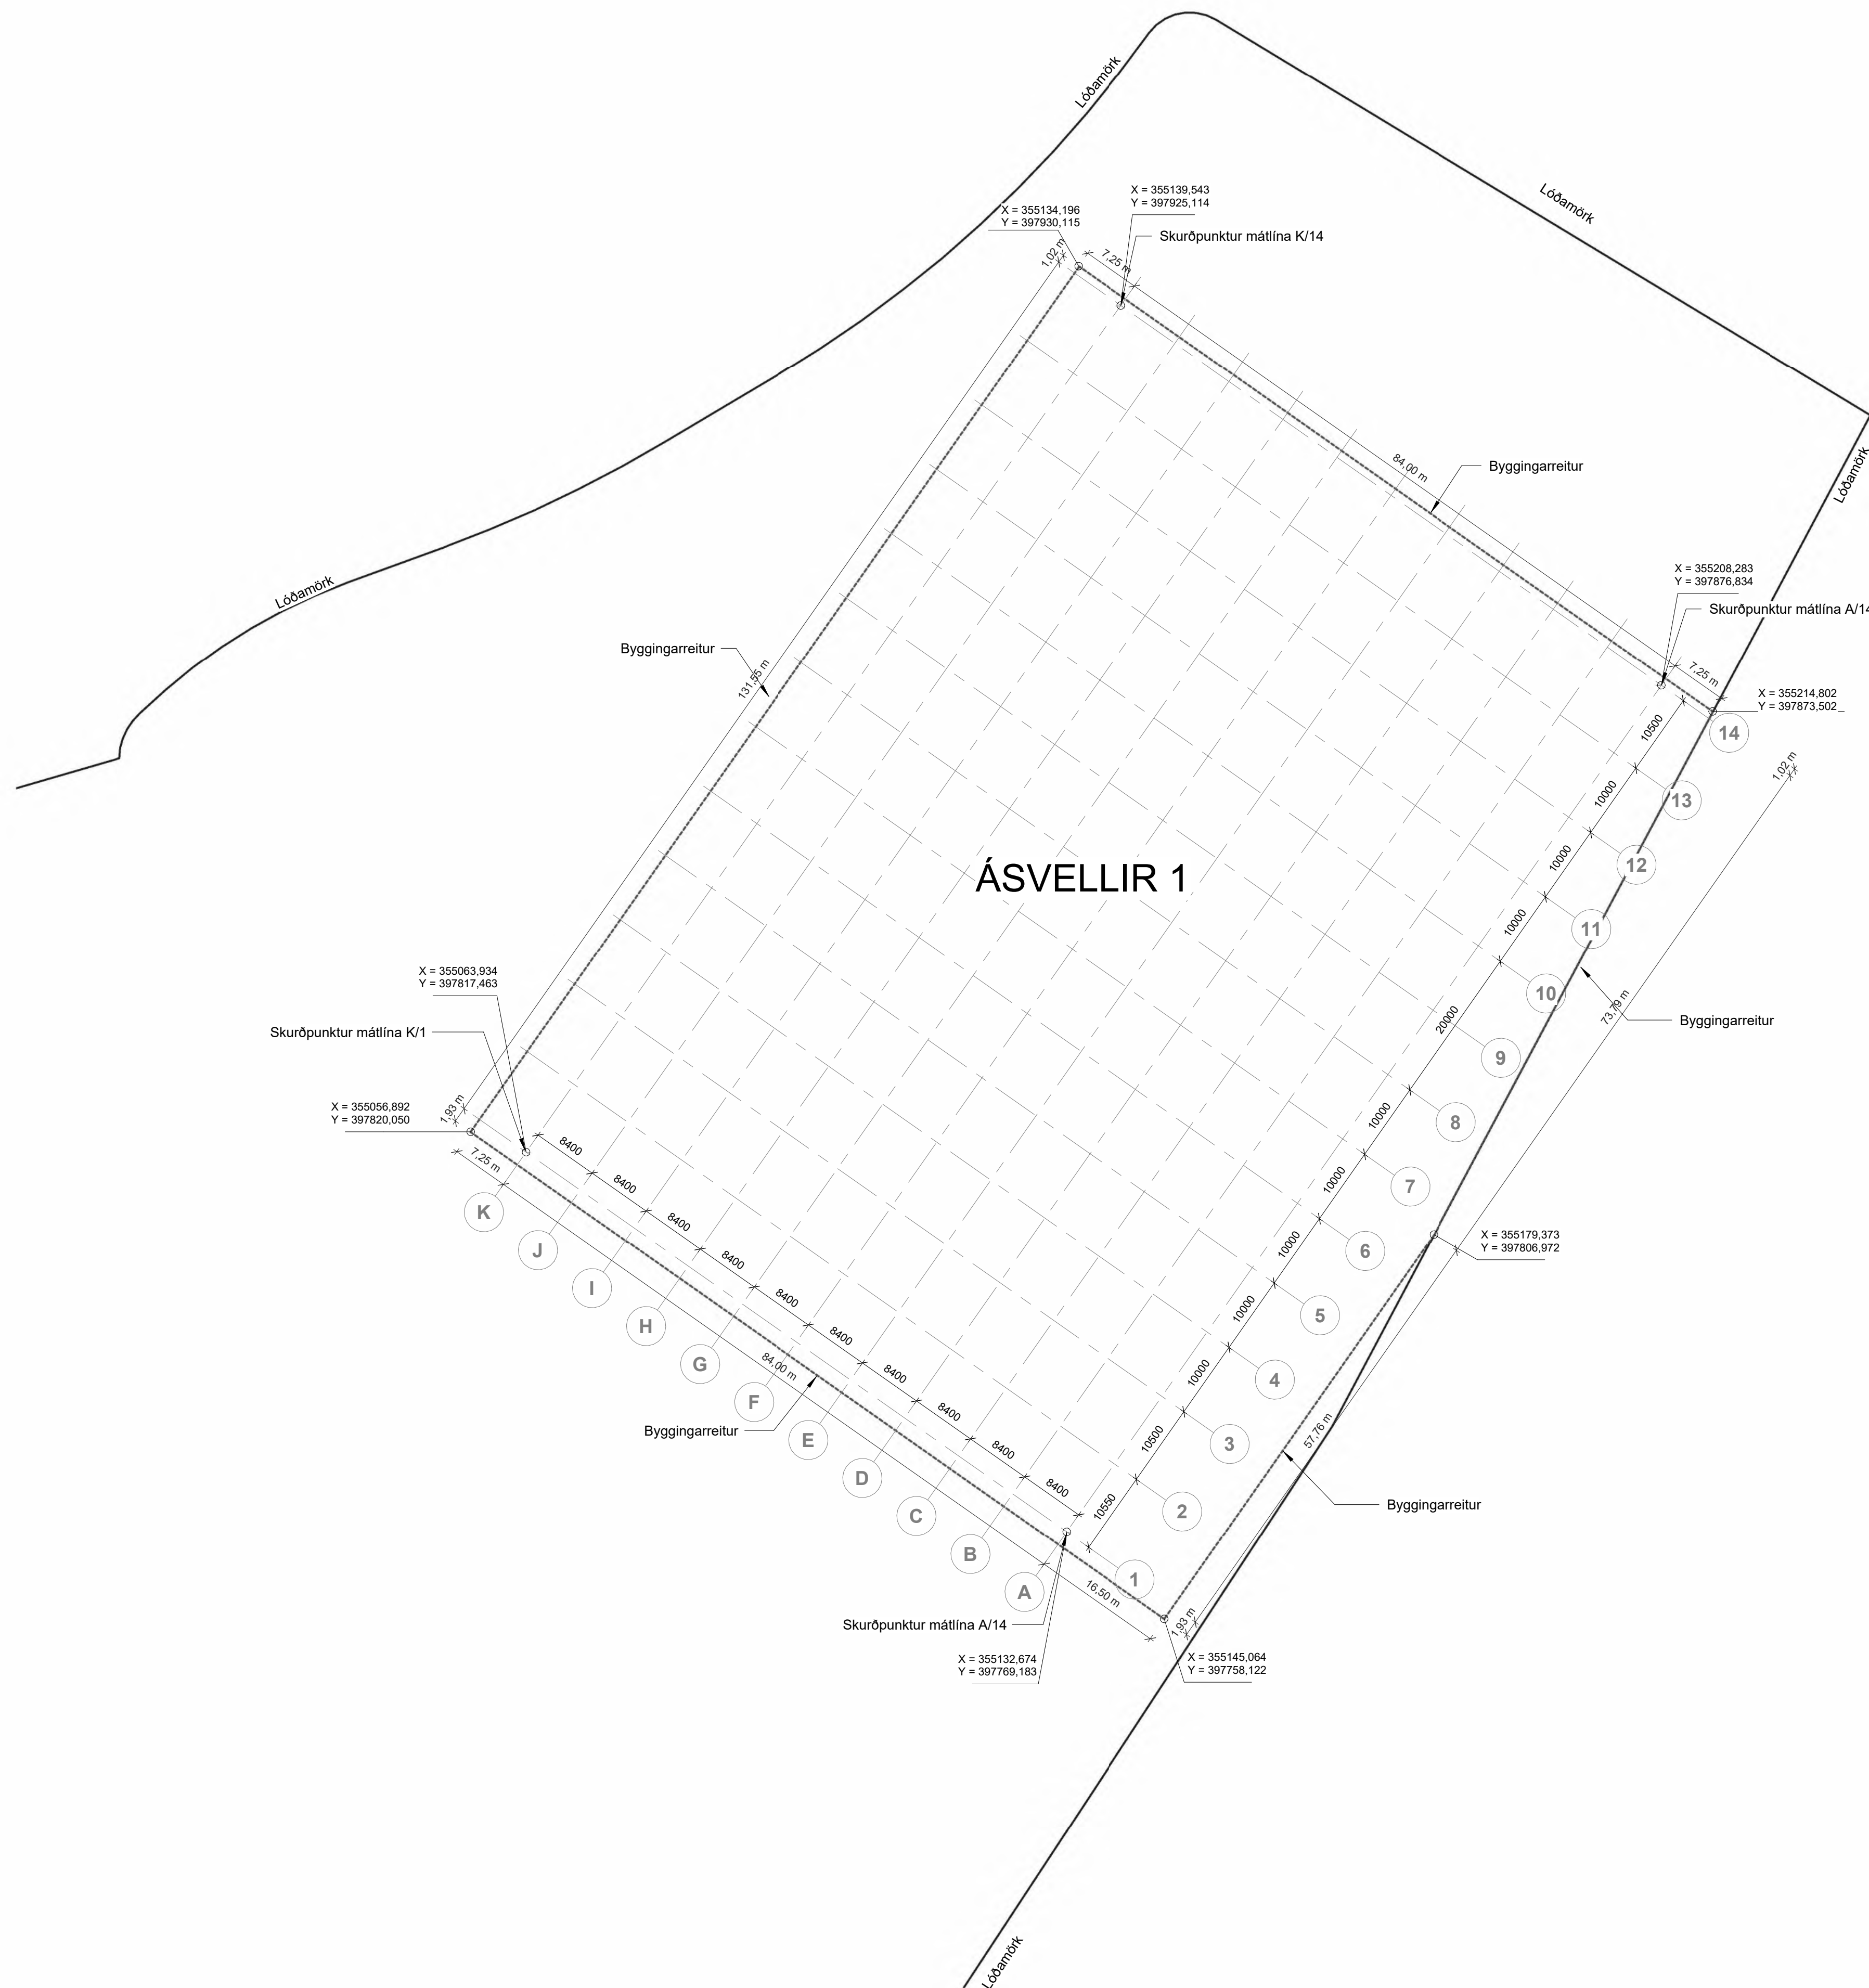 Lóðamörk
Lóðamörk
X = 355139,543
Y = 397925,114
X = 355134,196
Y = 397930,115
Skurðpunktur mátlína K/14
1,02 m
7,25 m
84,00 m
Byggingarreitur
Lóðamörk
X = 355208,283
Y = 397876,834
Skurðpunktur mátlína A/14
Lóðamörk
Byggingarreitur
131,55 m
7,25 m
X = 355214,802
Y = 397873,502
14
10500
1,02 m
13
10000
12
10000
ÁSVELLIR 1
11
10000
10
X = 355063,934
Y = 397817,463
Skurðpunktur mátlína K/1
73,79 m
Byggingarreitur
20000
9
X = 355056,892
Y = 397820,050
1,93 m
10000
8
7,25 m
8400
8400
8400
8400
8400
8400
8400
8400
8400
8400
10000
7
10000
6
X = 355179,373
Y = 397806,972
10000
5
10000
4
10500
3
10550
2
1
K
J
I
H
G
F
E
D
C
B
A
84,00 m
Byggingarreitur
57,76 m
Byggingarreitur
16,50 m
1,93 m
Skurðpunktur mátlína A/14
X = 355132,674
Y = 397769,183
X = 355145,064
Y = 397758,122
Lóðamörk